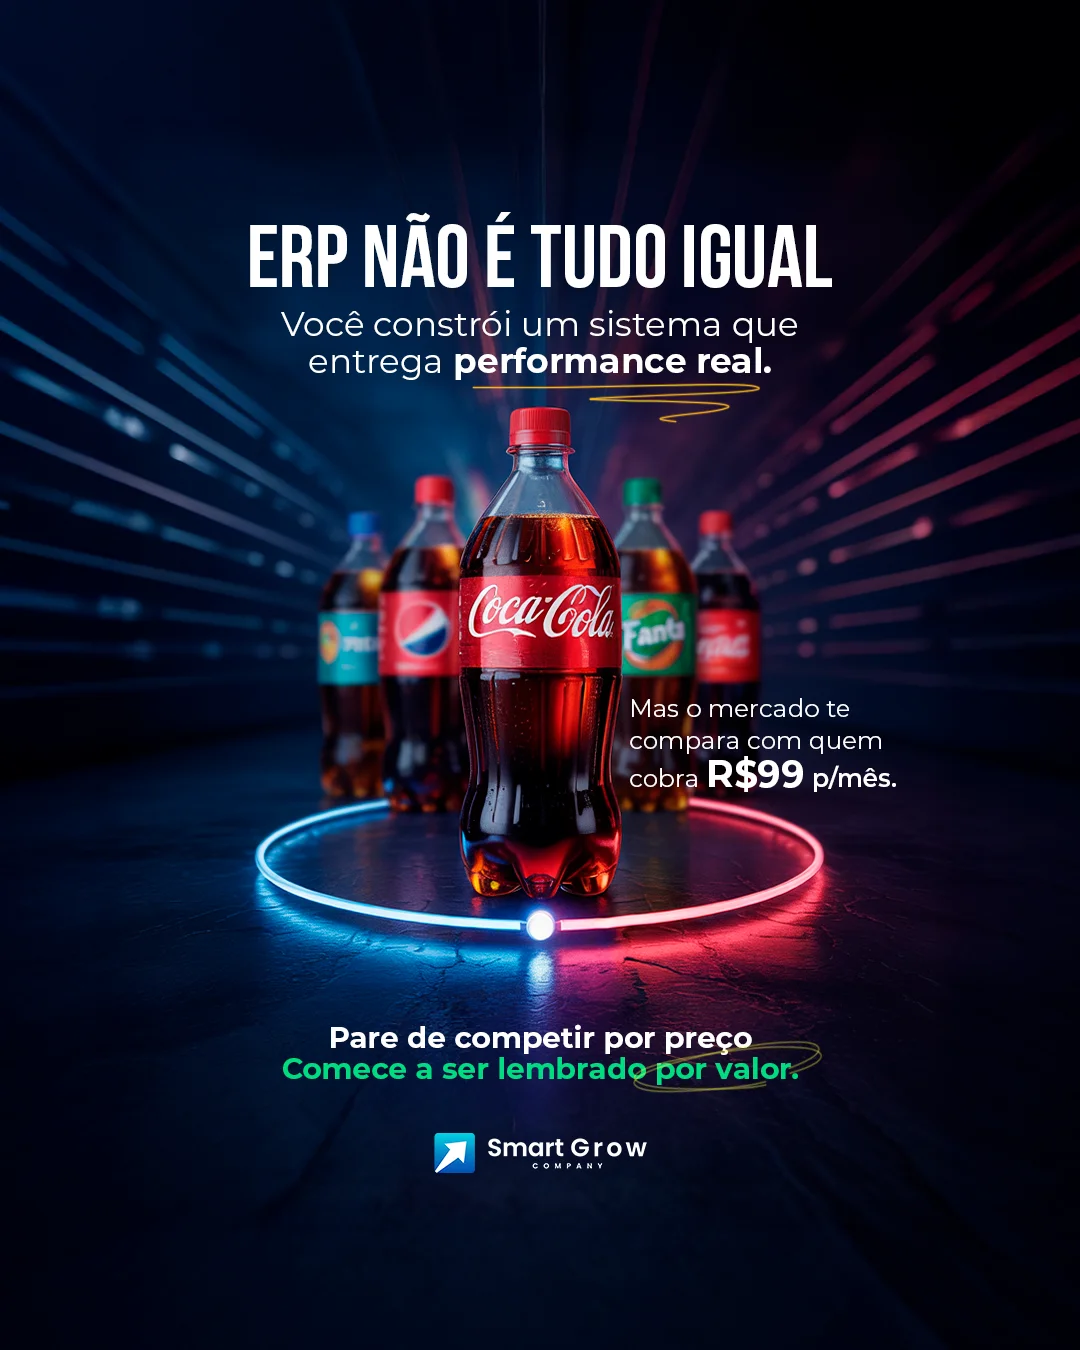 ERP NÃO É TUDO IGUAL
Você constrói um sistema que
entrega performance real.
Coca-Cola
Fanta
Mas o mercado te
compara com quem
cobra R$99 p/mês.
Pare de competir por preço
Comece a ser lembrado por valor.
Smart Grow
COMPANY